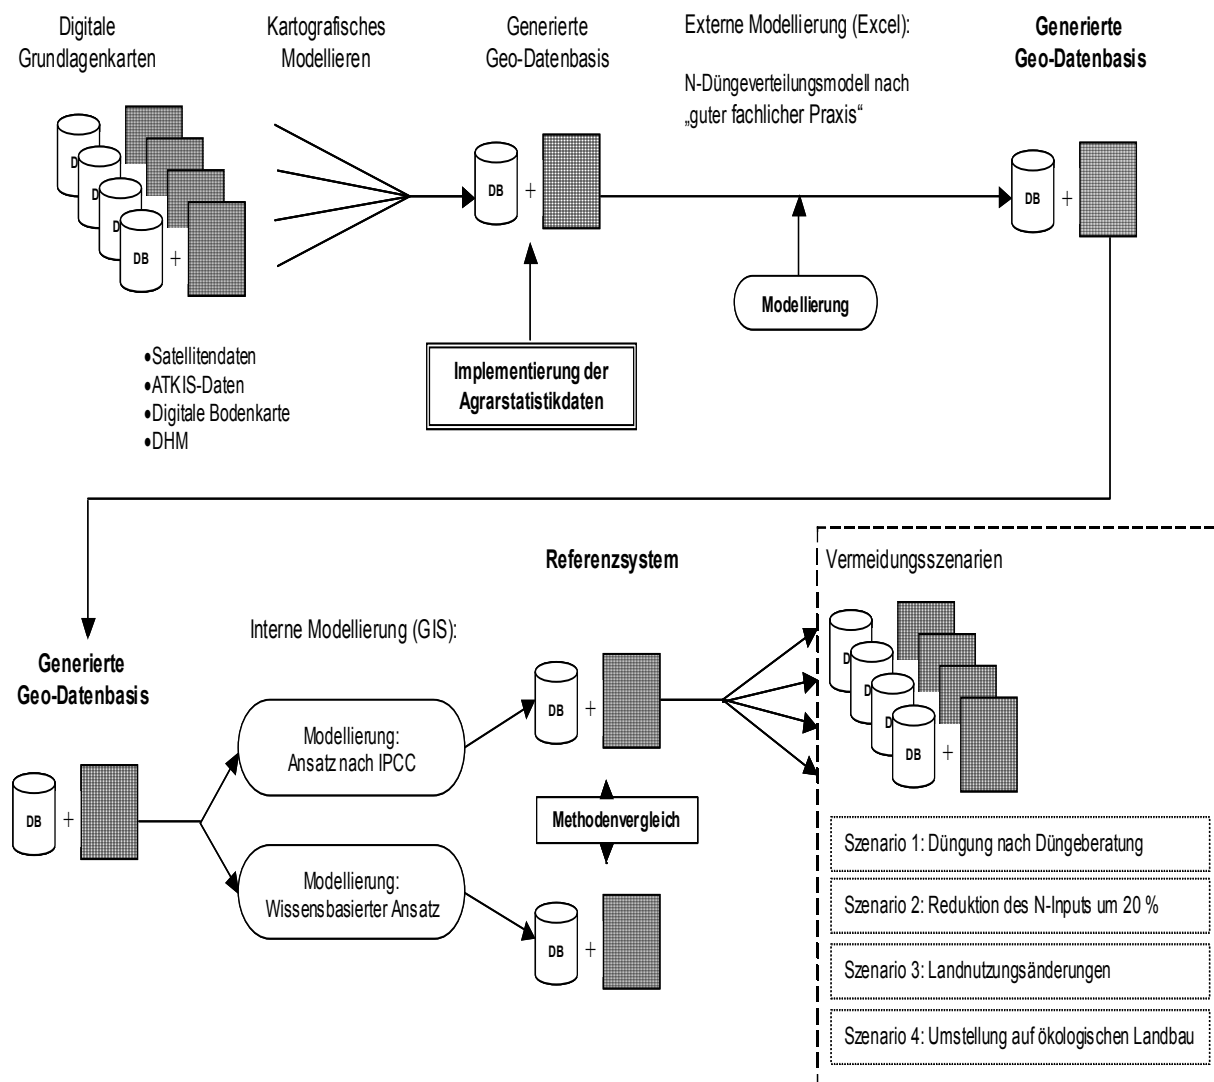 Digitale
Grundlagenkarten
Kartografisches
Modellieren
Generierte
Geo-Datenbasis
Externe Modellierung (Excel):
N-Düngeverteilungsmodell nach
„guter fachlicher Praxis“
Generierte
Geo-Datenbasis
D
D
D
DB
+
DB
+
DB
+
Modellierung
•Satellitendaten
•ATKIS-Daten
•Digitale Bodenkarte
•DHM
Implementierung der
Agrarstatistikdaten
Referenzsystem
Vermeidungsszenarien
Interne Modellierung (GIS):
Generierte
Geo-Datenbasis
DB
+
Modellierung:
Ansatz nach IPCC
Modellierung:
Wissensbasierter Ansatz
DB
+
Methodenvergleich
DB
+
D
D
D
DB
+
Szenario 1: Düngung nach Düngeberatung
Szenario 2: Reduktion des N-Inputs um 20 %
Szenario 3: Landnutzungsänderungen
Szenario 4: Umstellung auf ökologischen Landbau